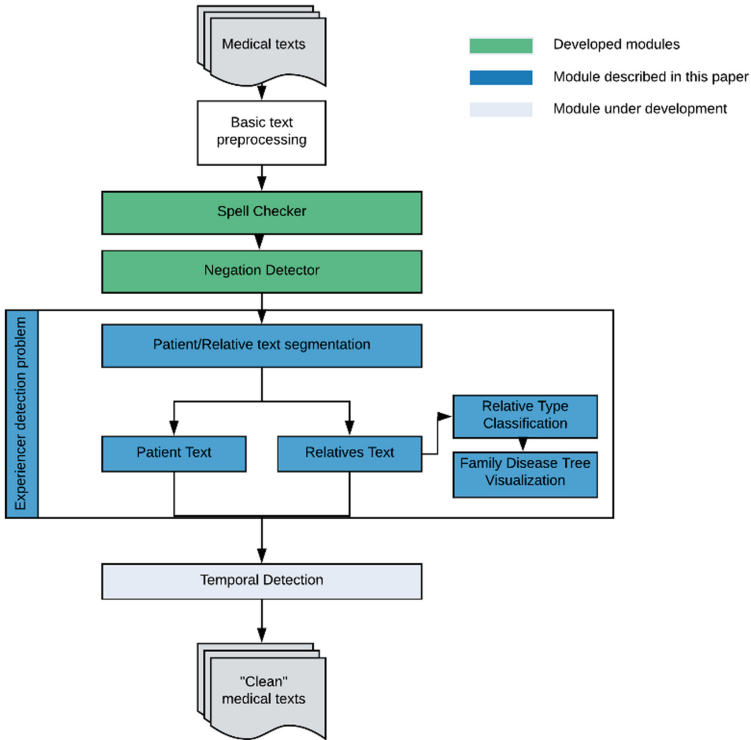 Medical texts
Developed modules
Module described in this paper
Module under development
Basic text
preprocessing
Spell Checker
Negation Detector
Experiencer detection problem
Patient/Relative text segmentation
Patient Text
Relatives Text
Relative Type
Classification
Family Disease Tree
Visualization
Temporal Detection
"Clean"
medical texts